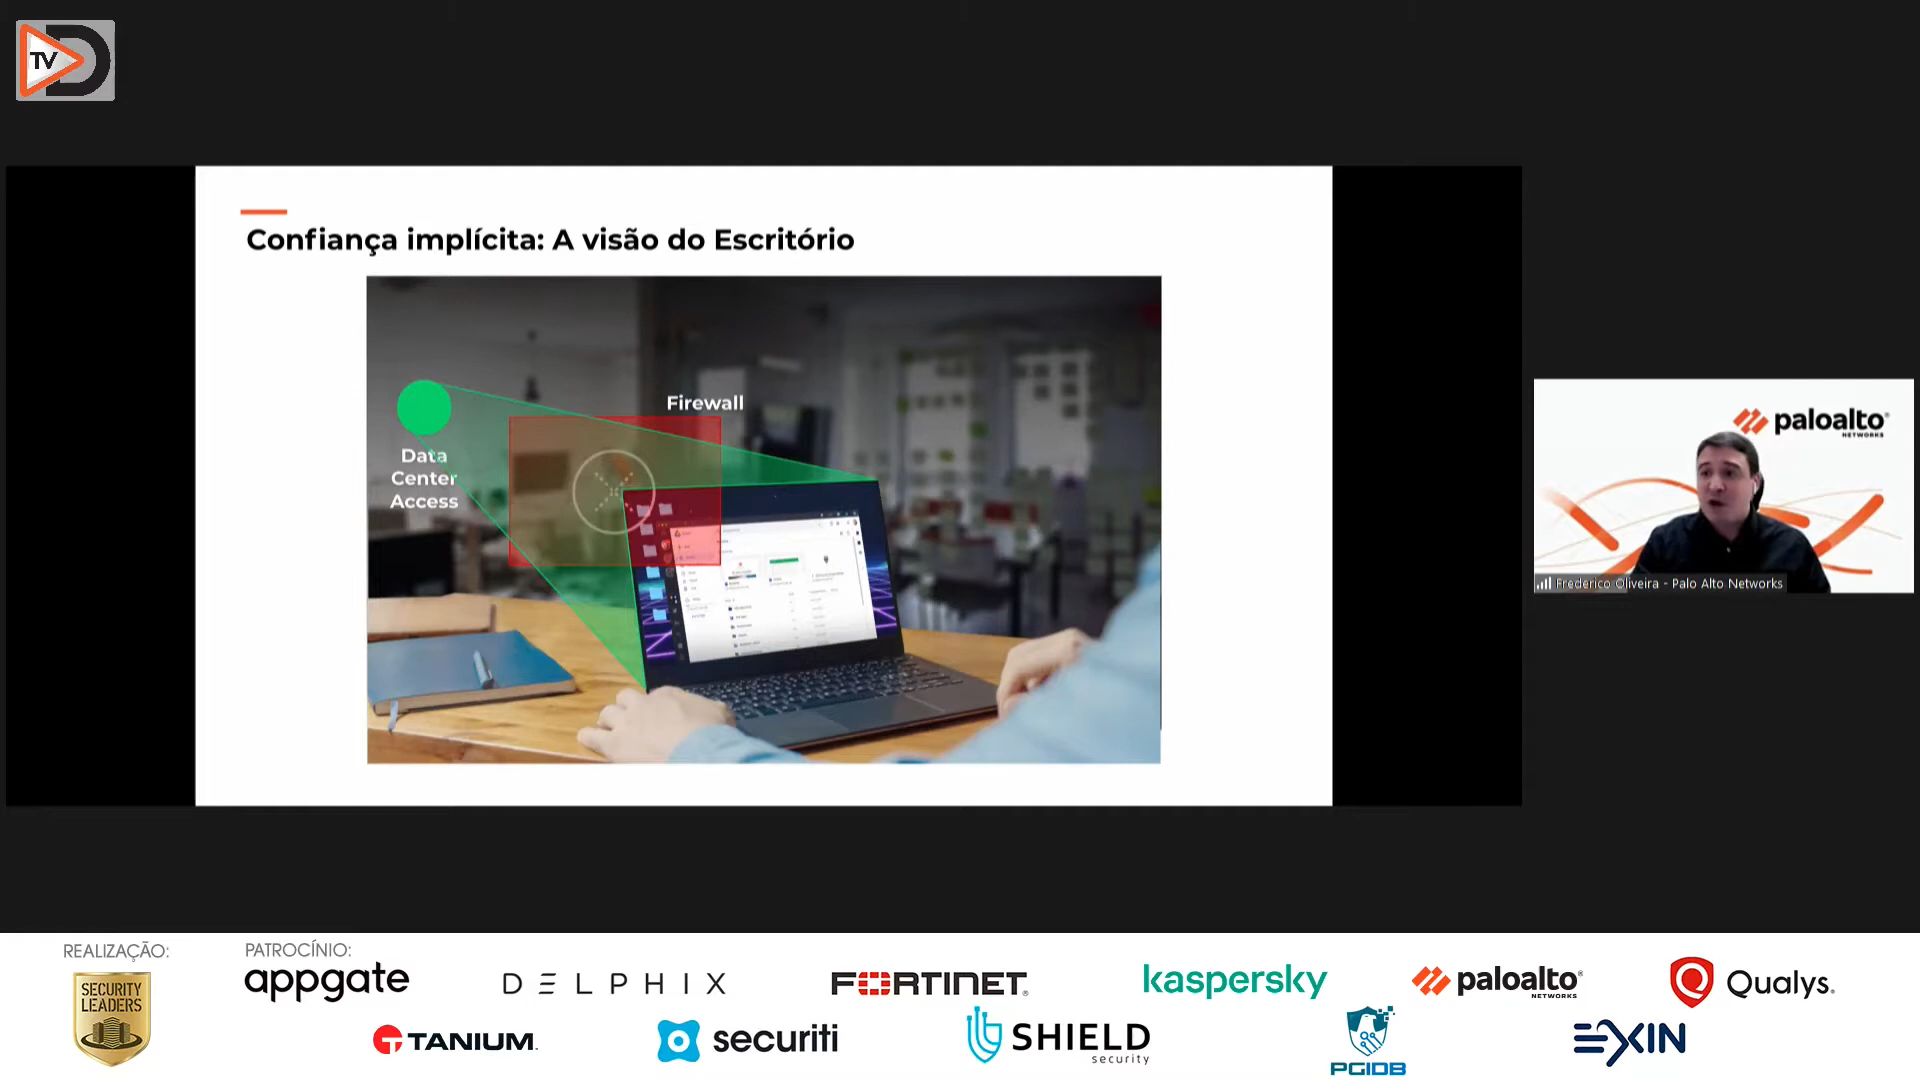 TV
Confiança implícita: A visão do Escritório
Firewall
Data
Center
Access
paloalto
NETWORKS
Frederico Oliveira - Palo Alto Networks
REALIZAÇÃO:
SECURITY
LEADERS
PATROCÍNIO:
appgate
DELPHIX
FORTINET
kaspersky
paloalto
NETWORKS
Qualys.
TANIUM
securiti
SHIELD
security
PGIDB
EXIN